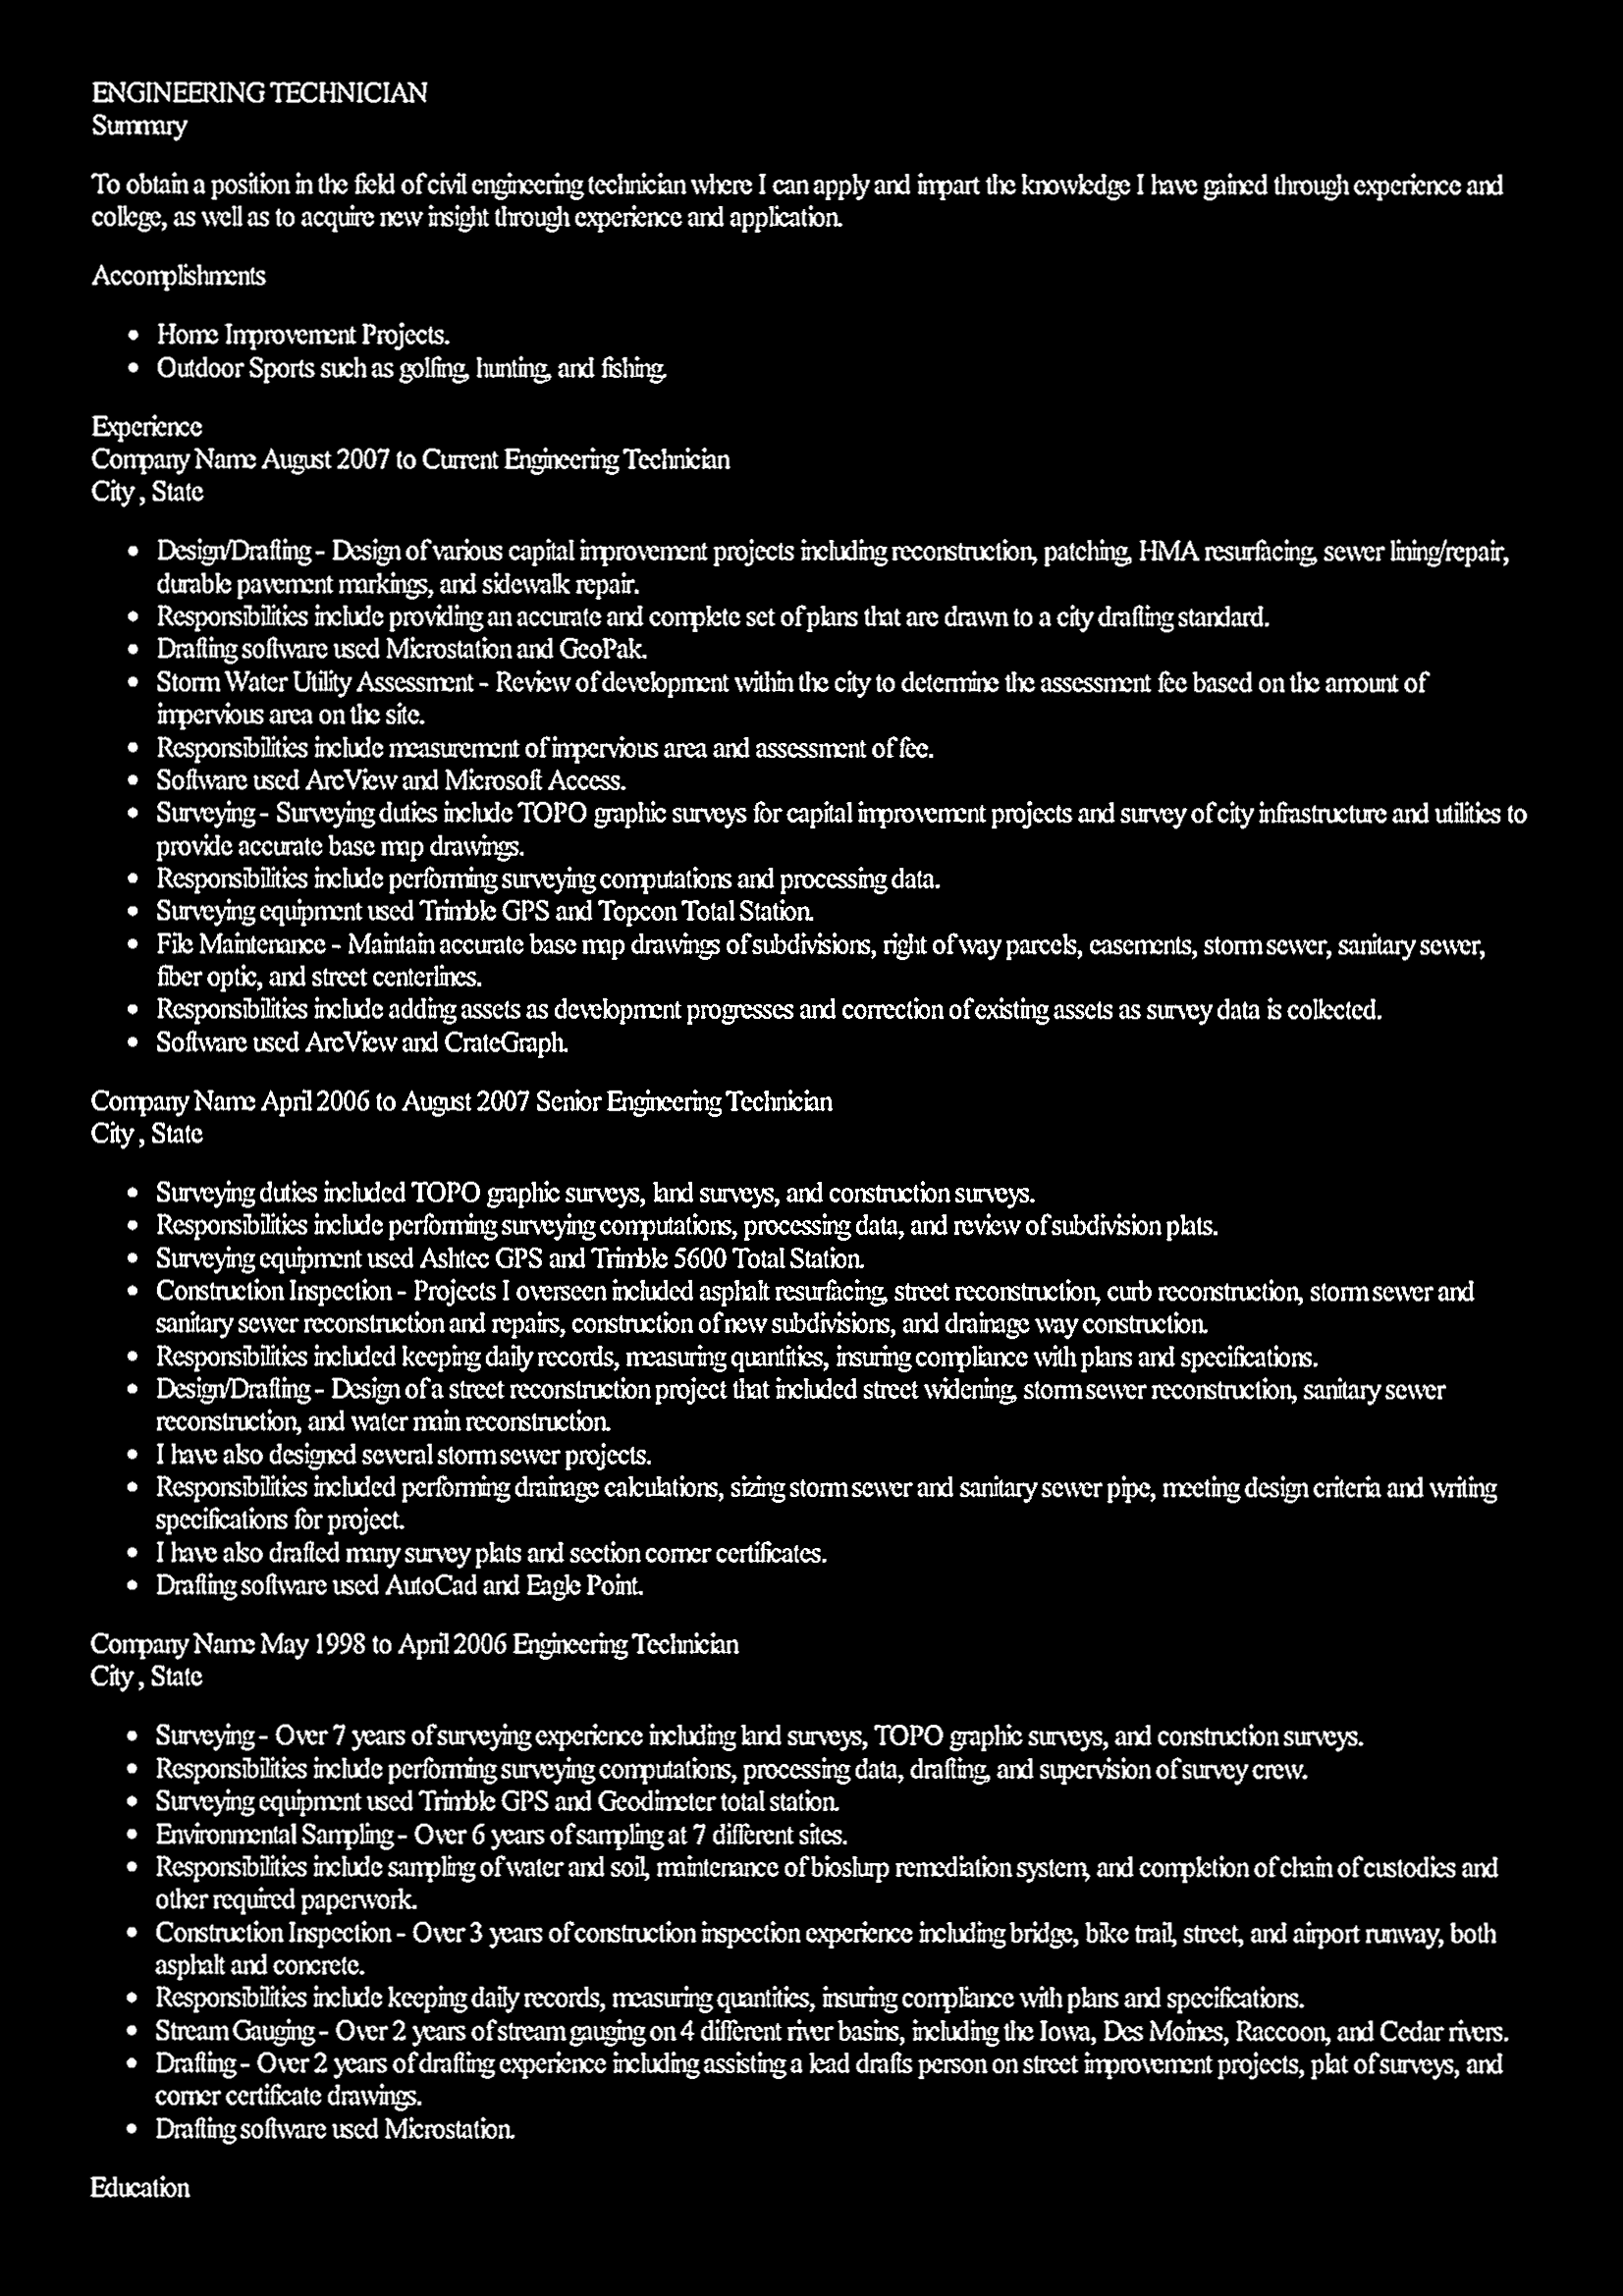 ENGINEERING TECHNICIAN
Summary
To obtain a position in the field of civil engineering technician where I can apply and impart the knowledge I have gained through experience and
college, as well as to acquire new insight through experience and application.
Accomplishments
• Home Improvement Projects.
• Outdoor Sports such as golfing, hunting, and fishing.
Experience
Company Name August 2007 to Current Engineering Technician
City , State
• Design/Drafting - Design of various capital improvement projects including reconstruction, patching, HMA resurfacing, sewer lining/repair,
durable pavement markings, and sidewalk repair.
• Responsibilities include providing an accurate and complete set of plans that are drawn to a city drafting standard.
• Drafting software used Microstation and GeoPak.
• Storm Water Utility Assessment - Review of development within the city to determine the assessment fee based on the amount of
impervious area on the site.
• Responsibilities include measurement of impervious area and assessment of fee.
• Software used ArcView and Microsoft Access.
• Surveying - Surveying duties include TOPO graphic surveys for capital improvement projects and survey of city infrastructure and utilities to
provide accurate base map drawings.
• Responsibilities include performing surveying computations and processing data.
• Surveying equipment used Trimble GPS and Topcon Total Station.
• File Maintenance - Maintain accurate base map drawings of subdivisions, right of way parcels, easements, storm sewer, sanitary sewer,
fiber optic, and street centerlines.
• Responsibilities include adding assets as development progresses and correction of existing assets as survey data is collected.
• Software used ArcView and CrateGraph.
Company Name April 2006 to August 2007 Senior Engineering Technician
City , State
• Surveying duties included TOPO graphic surveys, land surveys, and construction surveys.
• Responsibilities include performing surveying computations, processing data, and review of subdivision plats.
• Surveying equipment used Ashtec GPS and Trimble 5600 Total Station.
• Construction Inspection - Projects I overseen included asphalt resurfacing, street reconstruction, curb reconstruction, storm sewer and
sanitary sewer reconstruction and repairs, construction of new subdivisions, and drainage way construction.
• Responsibilities included keeping daily records, measuring quantities, insuring compliance with plans and specifications.
• Design/Drafting - Design of a street reconstruction project that included street widening, storm sewer reconstruction, sanitary sewer
reconstruction, and water main reconstruction.
• I have also designed several storm sewer projects.
• Responsibilities included performing drainage calculations, sizing storm sewer and sanitary sewer pipe, meeting design criteria and writing
specifications for project.
• I have also drafted many survey plats and section corner certificates.
• Drafting software used AutoCad and Eagle Point.
Company Name May 1998 to April 2006 Engineering Technician
City , State
• Surveying - Over 7 years of surveying experience including land surveys, TOPO graphic surveys, and construction surveys.
• Responsibilities include performing surveying computations, processing data, drafting, and supervision of survey crew.
• Surveying equipment used Trimble GPS and Geodimeter total station.
• Environmental Sampling - Over 6 years of sampling at 7 different sites.
• Responsibilities include sampling of water and soil, maintenance of bioslurp remediation system, and completion of chain of custodies and
other required paperwork.
• Construction Inspection - Over 3 years of construction inspection experience including bridge, bike trail, street, and airport runway, both
asphalt and concrete.
• Responsibilities include keeping daily records, measuring quantities, insuring compliance with plans and specifications.
• Stream Gauging - Over 2 years of stream gauging on 4 different river basins, including the Iowa, Des Moines, Raccoon, and Cedar rivers.
• Drafting - Over 2 years of drafting experience including assisting a lead drafts person on street improvement projects, plat of surveys, and
corner certificate drawings.
• Drafting software used Microstation.
Education